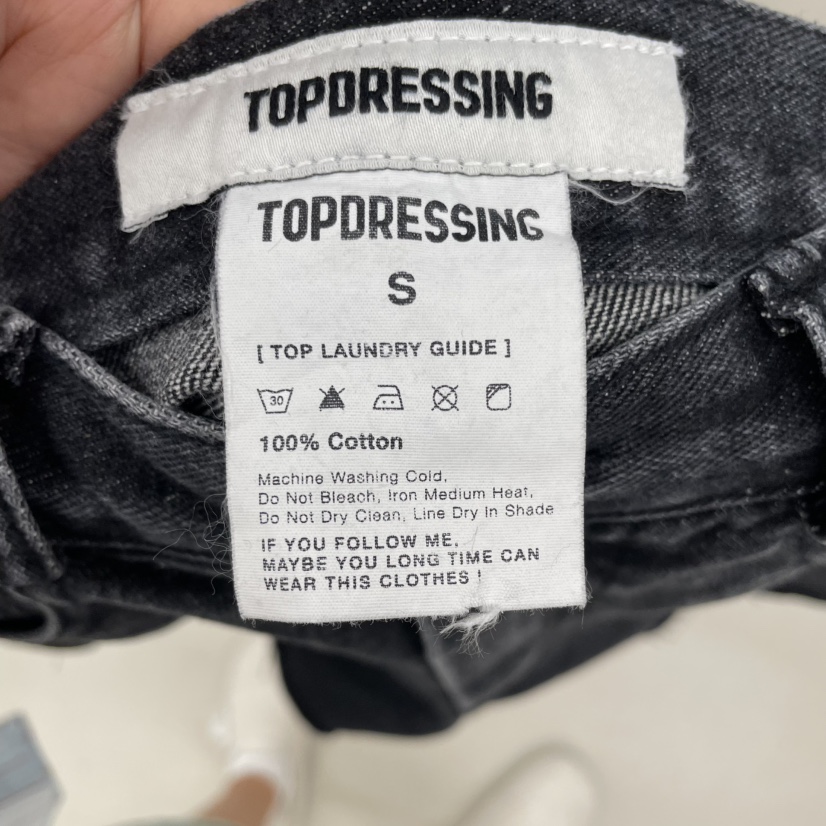 TOPDRESSING
TOPDRESSING
S
[ TOP LAUNDRY GUIDE ]
30
100% Cotton
Machine Washing Cold,
Do Not Bleach, Iron Medium Heat,
Do Not Dry Clean, Line Dry In Shade
IF YOU FOLLOW ME,
MAYBE YOU LONG TIME CAN
WEAR THIS CLOTHES !